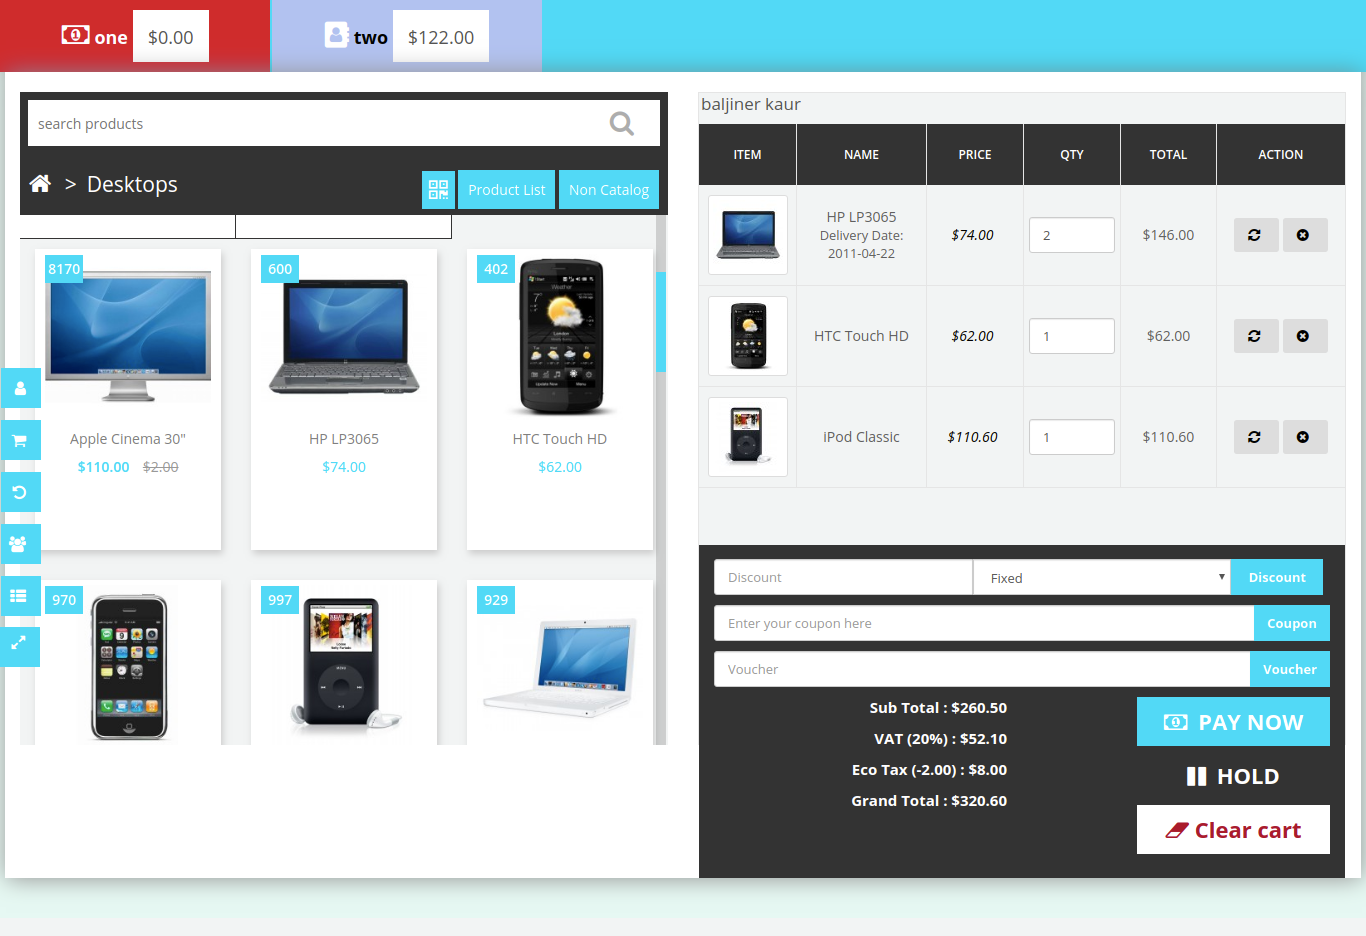 one $0.00
two $122.00
search products
> Desktops
Product List
Non Catalog
8170
Apple Cinema 30"
$110.00 $2.00
600
HP LP3065
$74.00
402
HTC Touch HD
$62.00
970
997
929
baljiner kaur
ITEM NAME PRICE QTY TOTAL ACTION
HP LP3065
Delivery Date:
2011-04-22
$74.00 2 $146.00
HTC Touch HD $62.00 1 $62.00
iPod Classic $110.60 1 $110.60
Discount Fixed Discount
Enter your coupon here Coupon
Voucher Voucher
Sub Total : $260.50
VAT (20%) : $52.10
Eco Tax (-2.00) : $8.00
Grand Total : $320.60
PAY NOW
HOLD
Clear cart